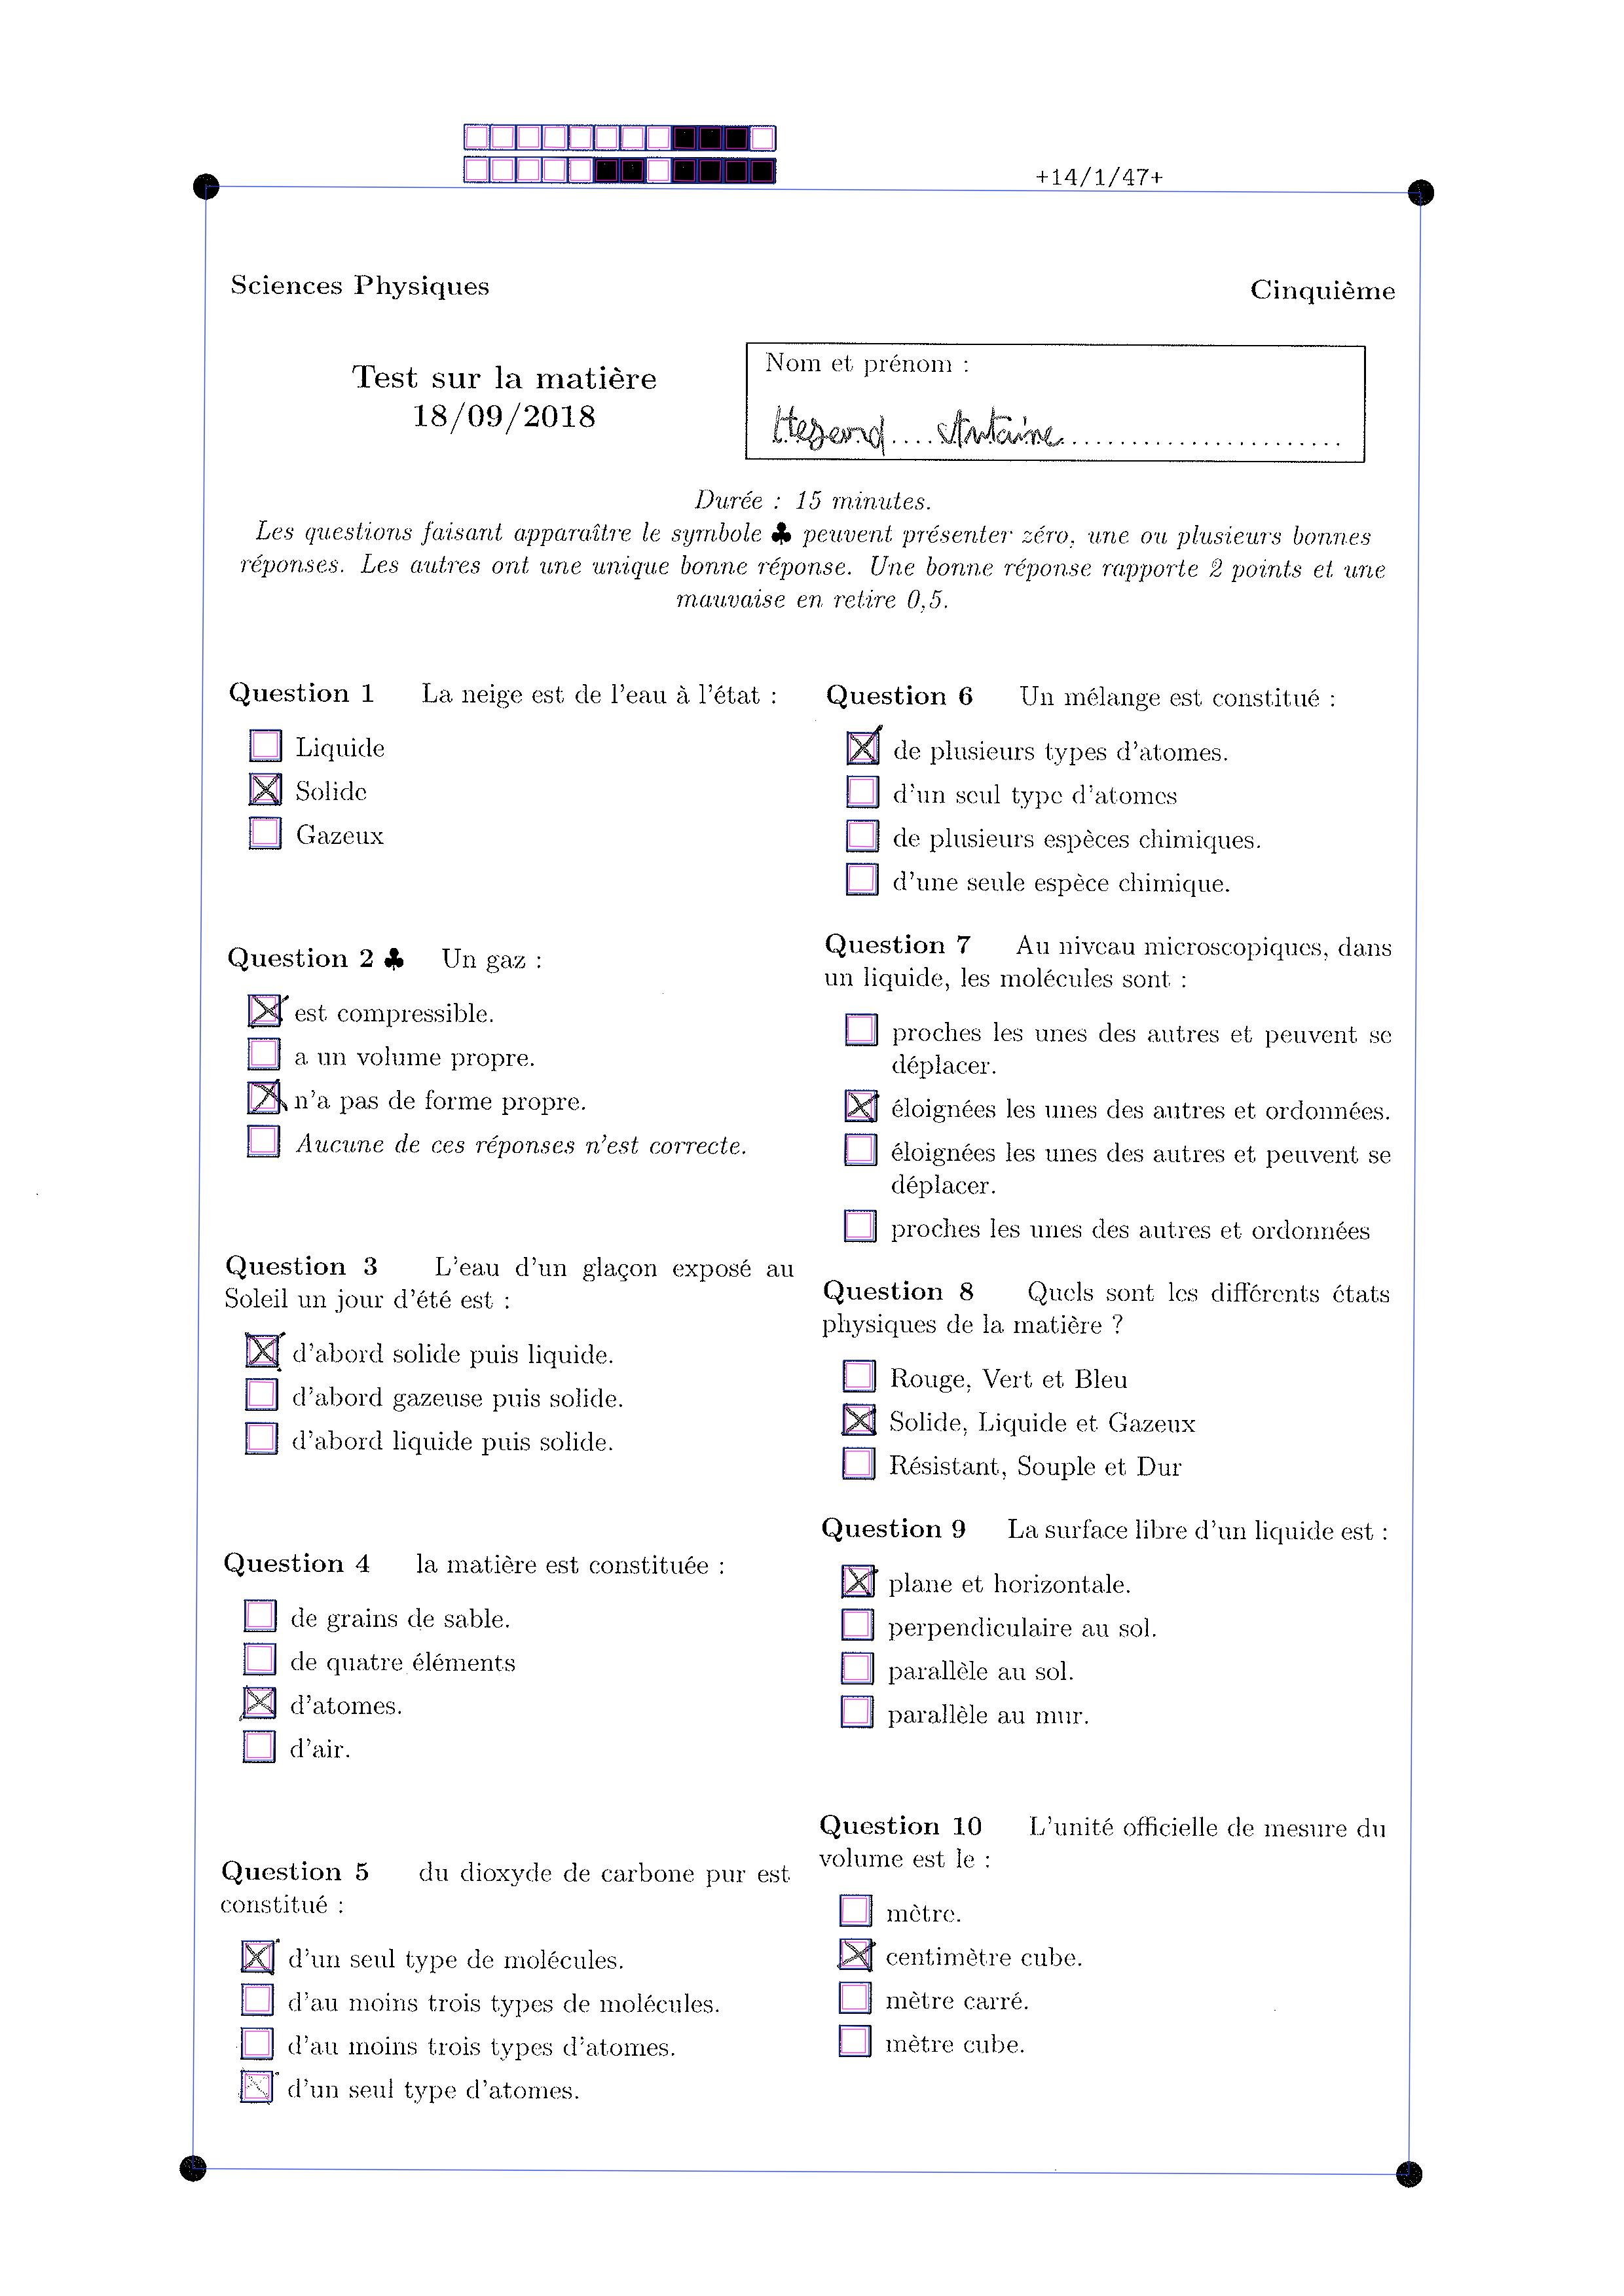 +14/1/47+
Sciences Physiques
Cinquième
Test sur la matière
18/09/2018
Nom et prénom :
Antoine
Durée : 15 minutes.
Les questions faisant apparaître le symbole ♣ peuvent présenter zéro, une ou plusieurs bonnes
réponses. Les autres ont une unique bonne réponse. Une bonne réponse rapporte 2 points et une
mauvaise en retire 0,5.
Question 1 La neige est de l'eau à l'état :
Liquide
Solide
Gazeux
Question 2 ♣ Un gaz :
est compressible.
a un volume propre.
n'a pas de forme propre.
Aucune de ces réponses n'est correcte.
Question 3 L'eau d'un glaçon exposé au
Soleil un jour d'été est :
d'abord solide puis liquide.
d'abord gazeuse puis solide.
d'abord liquide puis solide.
Question 4 la matière est constituée :
de grains de sable.
de quatre éléments
d'atomes.
d'air.
Question 5 du dioxyde de carbone pur est
constitué :
d'un seul type de molécules.
d'au moins trois types de molécules.
d'au moins trois types d'atomes.
d'un seul type d'atomes.
Question 6 Un mélange est constitué :
de plusieurs types d'atomes.
d'un seul type d'atomes
de plusieurs espèces chimiques.
d'une seule espèce chimique.
Question 7 Au niveau microscopiques, dans
un liquide, les molécules sont :
proches les unes des autres et peuvent se
déplacer.
éloignées les unes des autres et ordonnées.
éloignées les unes des autres et peuvent se
déplacer.
proches les unes des autres et ordonnées
Question 8 Quels sont les différents états
physiques de la matière ?
Rouge, Vert et Bleu
Solide, Liquide et Gazeux
Résistant, Souple et Dur
Question 9 La surface libre d'un liquide est :
plane et horizontale.
perpendiculaire au sol.
parallèle au sol.
parallèle au mur.
Question 10 L'unité officielle de mesure du
volume est le :
mètre.
centimètre cube.
mètre carré.
mètre cube.